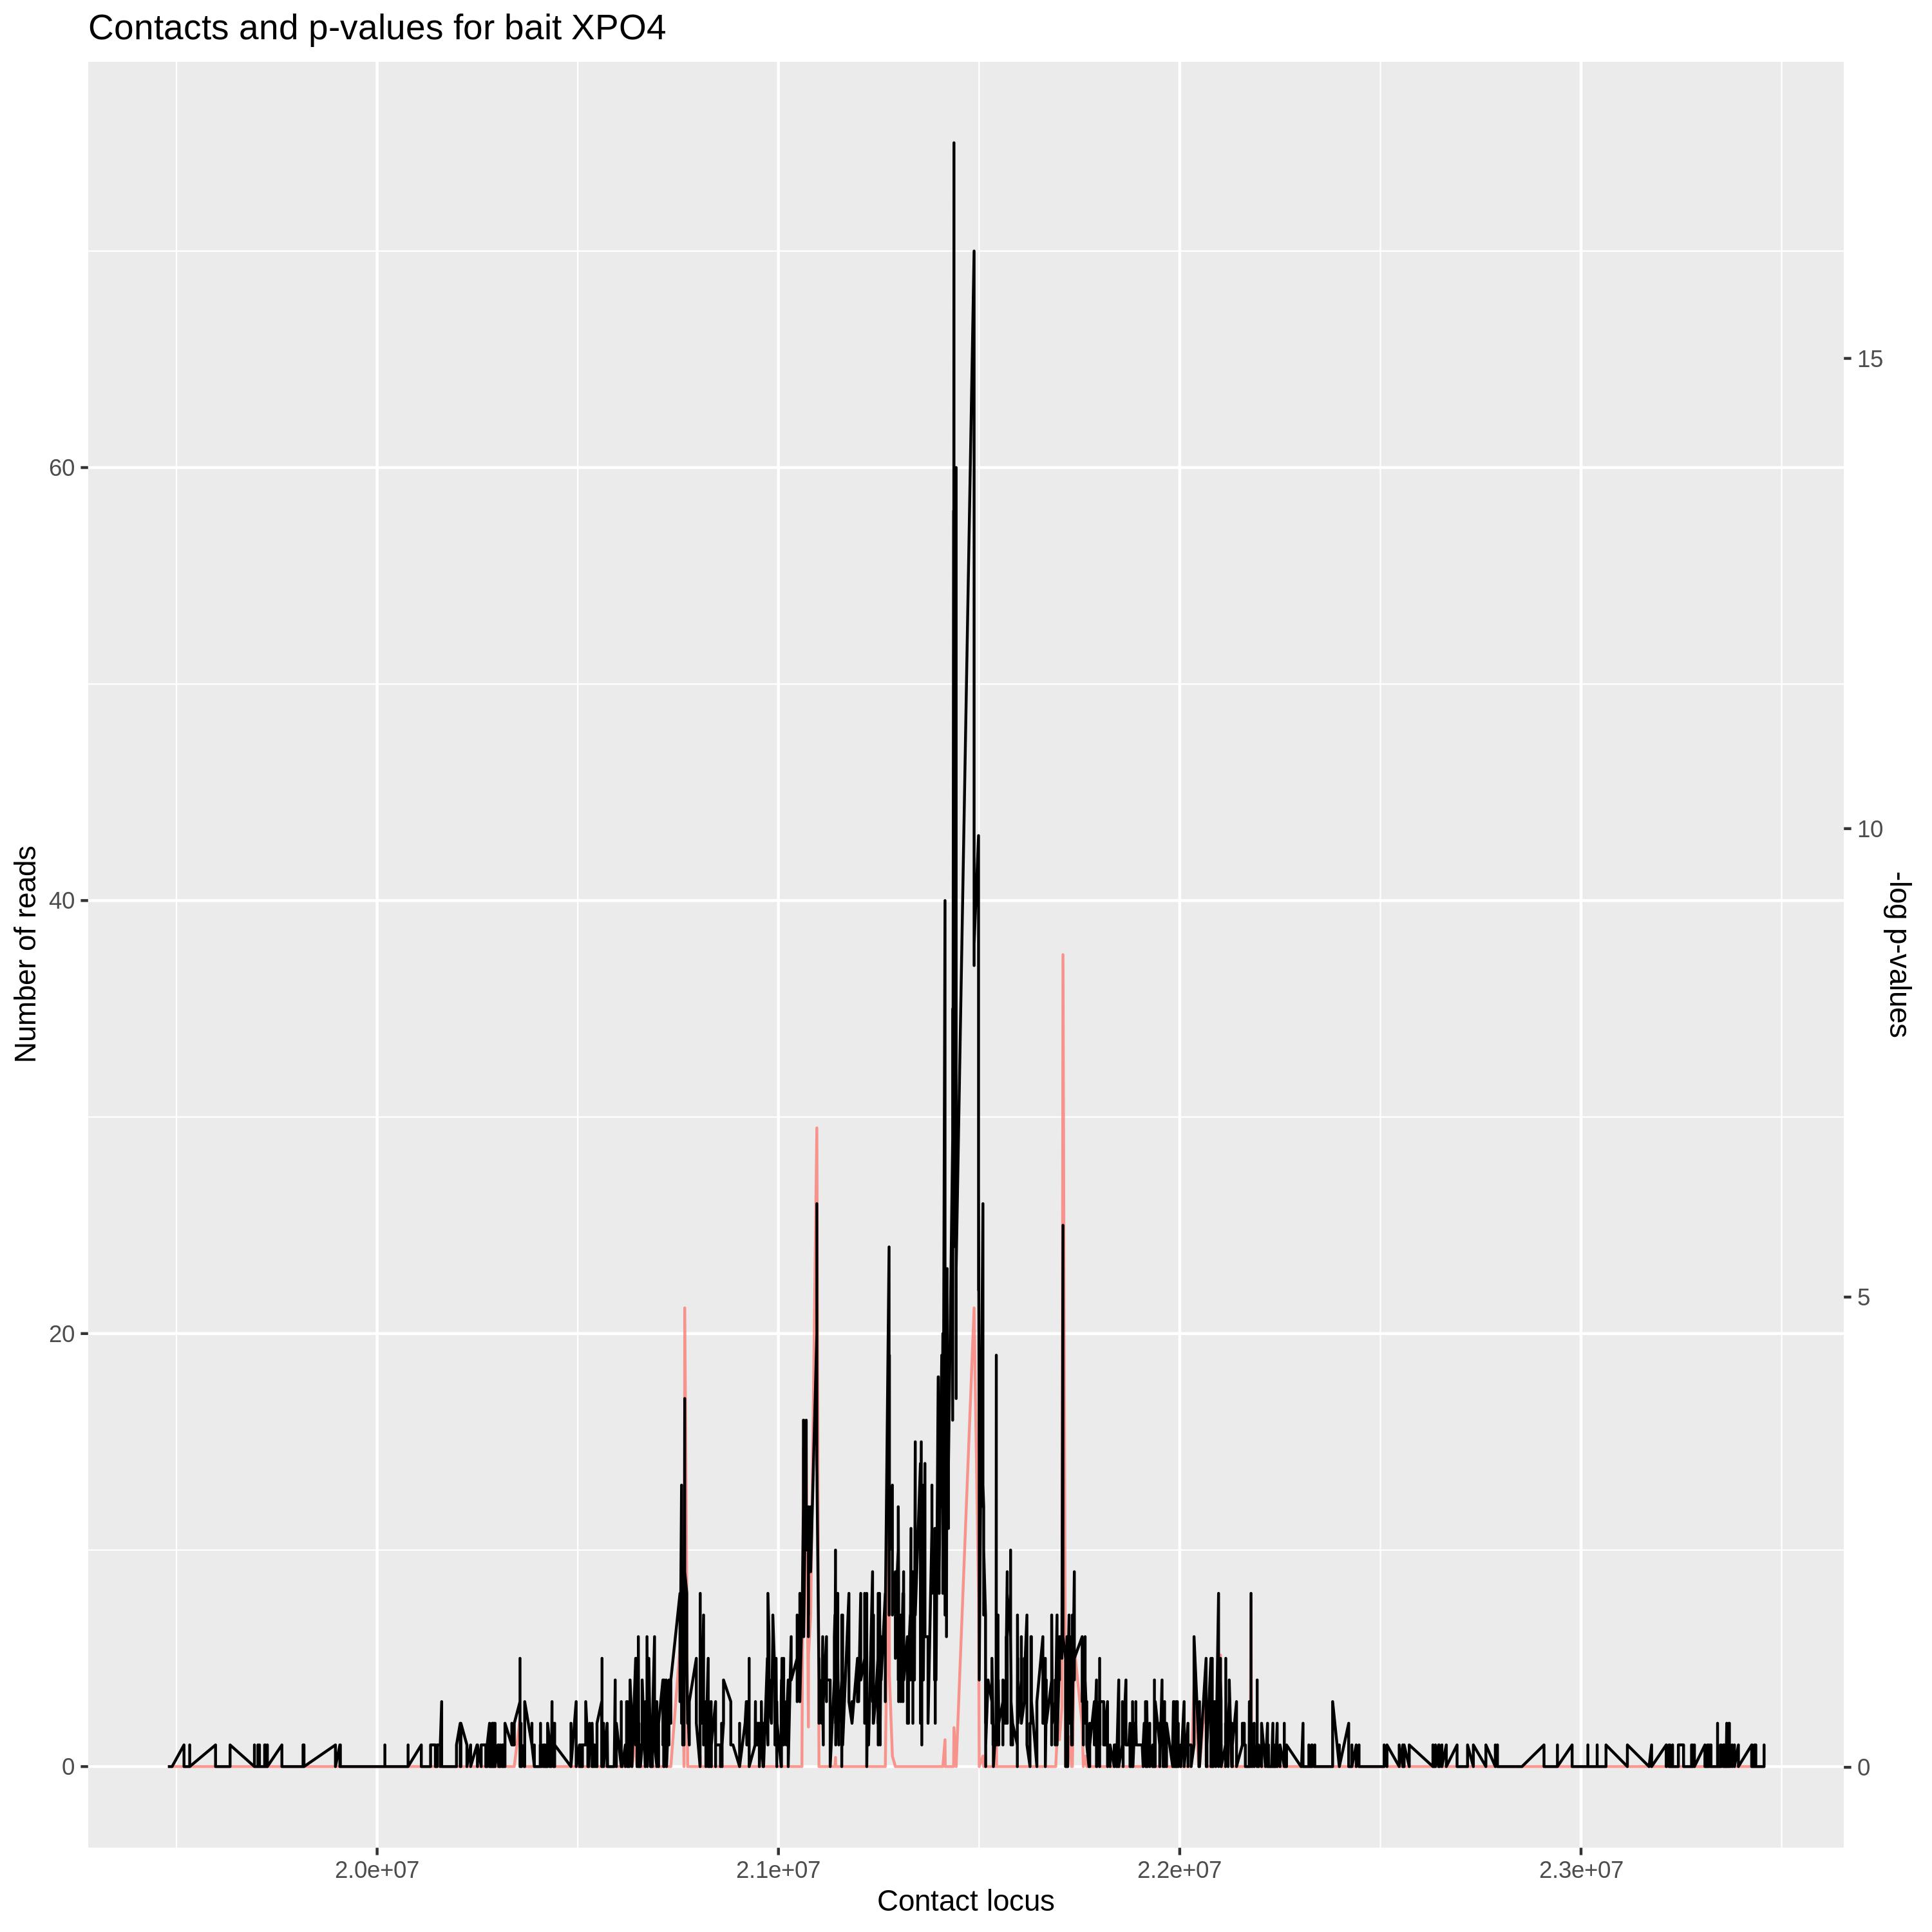 Contacts and p-values for bait XPO4
Number of reads
60
40
20
0
15
10
5
0
-log p-values
2.0e+07
2.1e+07
2.2e+07
2.3e+07
Contact locus